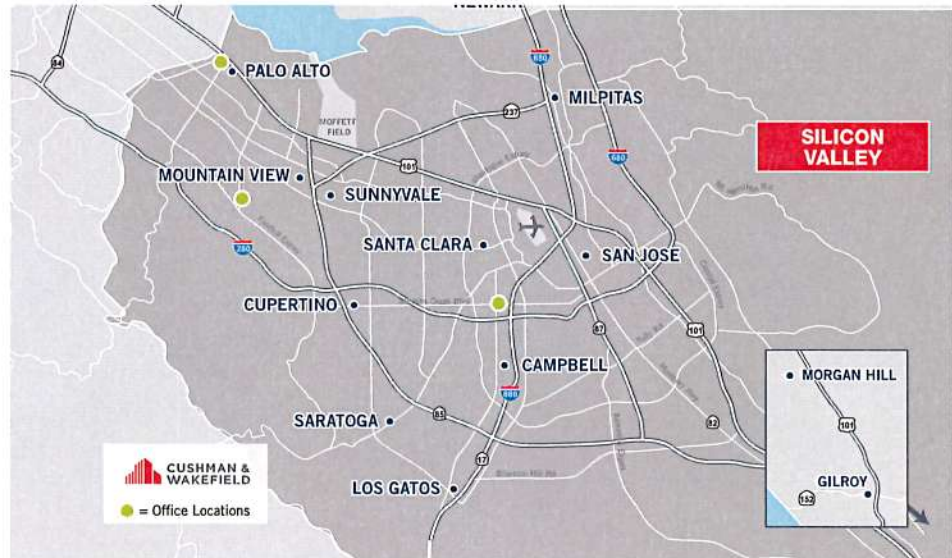 NEWARK
84
PALO ALTO
680
MILPITAS
237
MOFFETT
FIELD
SILICON
VALLEY
680
101
MOUNTAIN VIEW
SUNNYVALE
280
SANTA CLARA
SAN JOSE
CUPERTINO
87
101
CAMPBELL
880
MORGAN HILL
101
SARATOGA
85
82
CUSHMAN &
WAKEFIELD
17
LOS GATOS
GILROY
152
= Office Locations